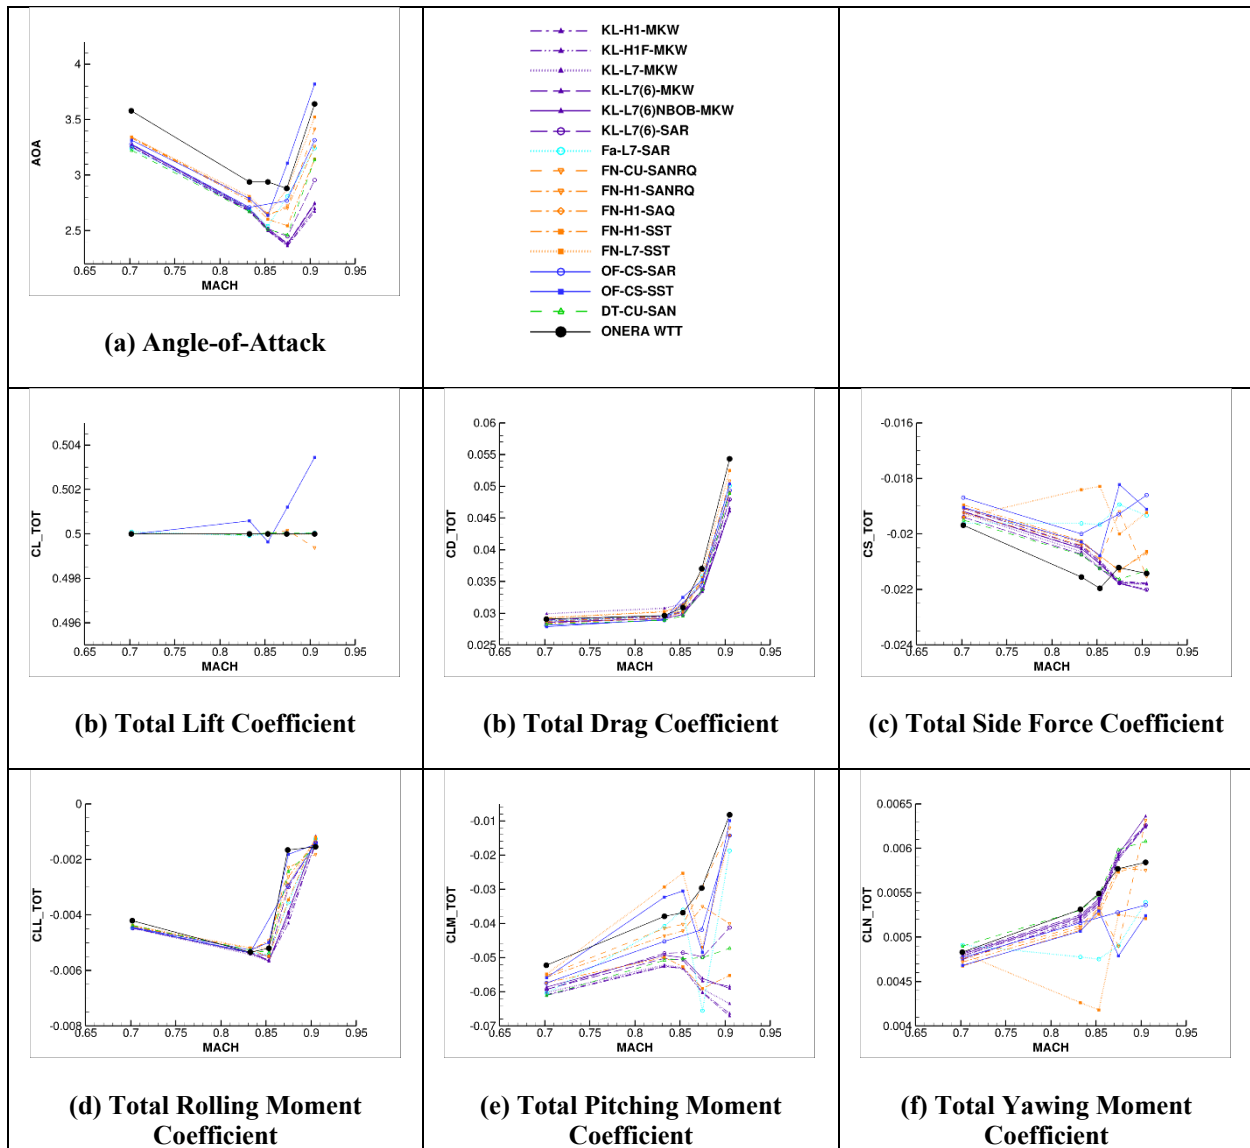 4
3.5
3
2.5
AOA
0.65
0.7
0.75
0.8
0.85
0.9
0.95
MACH
(a) Angle-of-Attack
KL-H1-MKW
KL-H1F-MKW
KL-L7-MKW
KL-L7(6)-MKW
KL-L7(6)NBOB-MKW
KL-L7(6)-SAR
Fa-L7-SAR
FN-CU-SANRQ
FN-H1-SANRQ
FN-H1-SAQ
FN-H1-SST
FN-L7-SST
OF-CS-SAR
OF-CS-SST
DT-CU-SAN
ONERA WTT
0.504
0.502
0.5
0.498
0.496
CL_TOT
0.65
0.7
0.75
0.8
0.85
0.9
0.95
MACH
(b) Total Lift Coefficient
0.06
0.055
0.05
0.045
0.04
0.035
0.03
0.025
CD_TOT
0.65
0.7
0.75
0.8
0.85
0.9
0.95
MACH
(b) Total Drag Coefficient
-0.016
-0.018
-0.02
-0.022
-0.024
CS_TOT
0.65
0.7
0.75
0.8
0.85
0.9
0.95
MACH
(c) Total Side Force Coefficient
0
-0.002
-0.004
-0.006
-0.008
CLL_TOT
0.65
0.7
0.75
0.8
0.85
0.9
0.95
MACH
(d) Total Rolling Moment
Coefficient
-0.01
-0.02
-0.03
-0.04
-0.05
-0.06
-0.07
CLM_TOT
0.65
0.7
0.75
0.8
0.85
0.9
0.95
MACH
(e) Total Pitching Moment
Coefficient
0.0065
0.006
0.0055
0.005
0.0045
0.004
CLN_TOT
0.65
0.7
0.75
0.8
0.85
0.9
0.95
MACH
(f) Total Yawing Moment
Coefficient